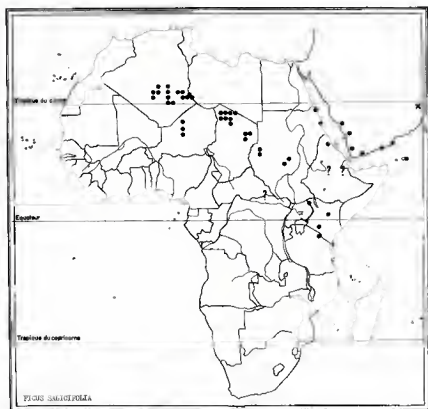 Tropique du cancer
Equateur
Tropique du capricorne
FICUS SALICIFOLIA